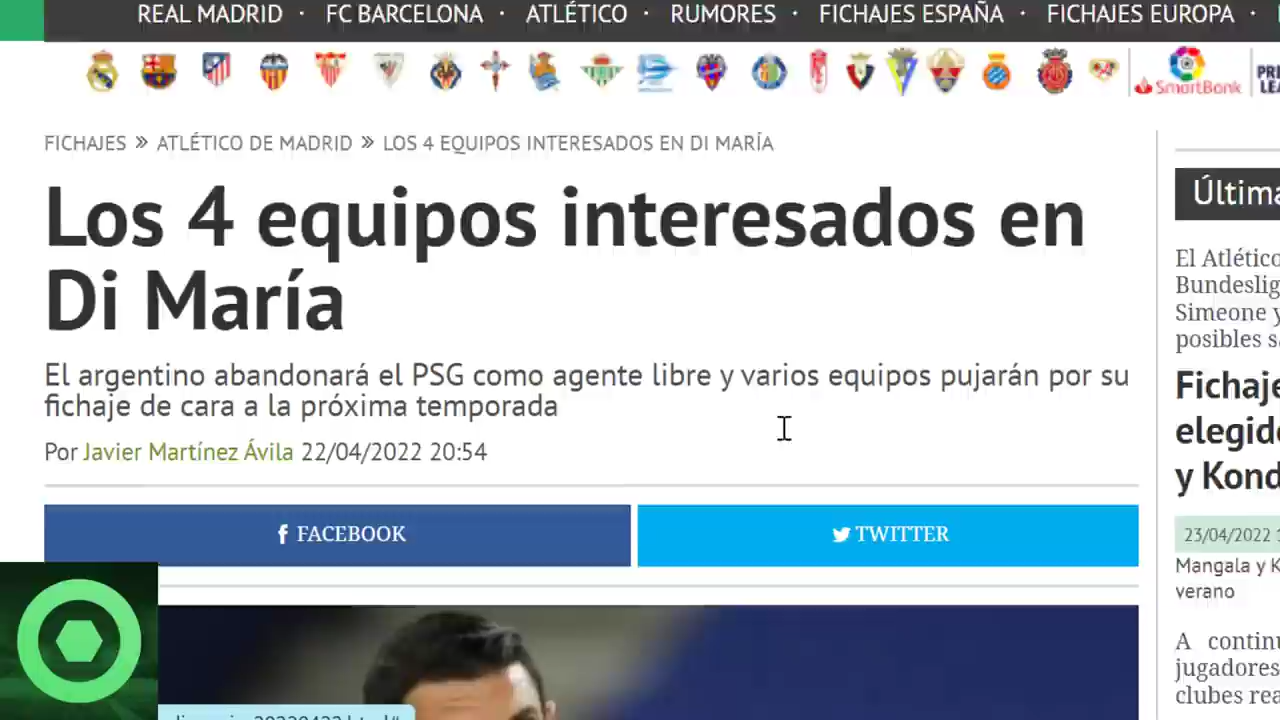 REAL MADRID · FC BARCELONA · ATLÉTICO · RUMORES · FICHAJES ESPAÑA · FICHAJES EUROPA ·
SmartBank
FICHAJES » ATLÉTICO DE MADRID » LOS 4 EQUIPOS INTERESADOS EN DI MARÍA
Los 4 equipos interesados en
Di María
El argentino abandonará el PSG como agente libre y varios equipos pujarán por su
fichaje de cara a la próxima temporada
Por Javier Martínez Ávila 22/04/2022 20:54
FACEBOOK
TWITTER
El Atlético
Simeone y
posibles
y
23/04/2022
Mangala y
verano
A
jugadores
clubes